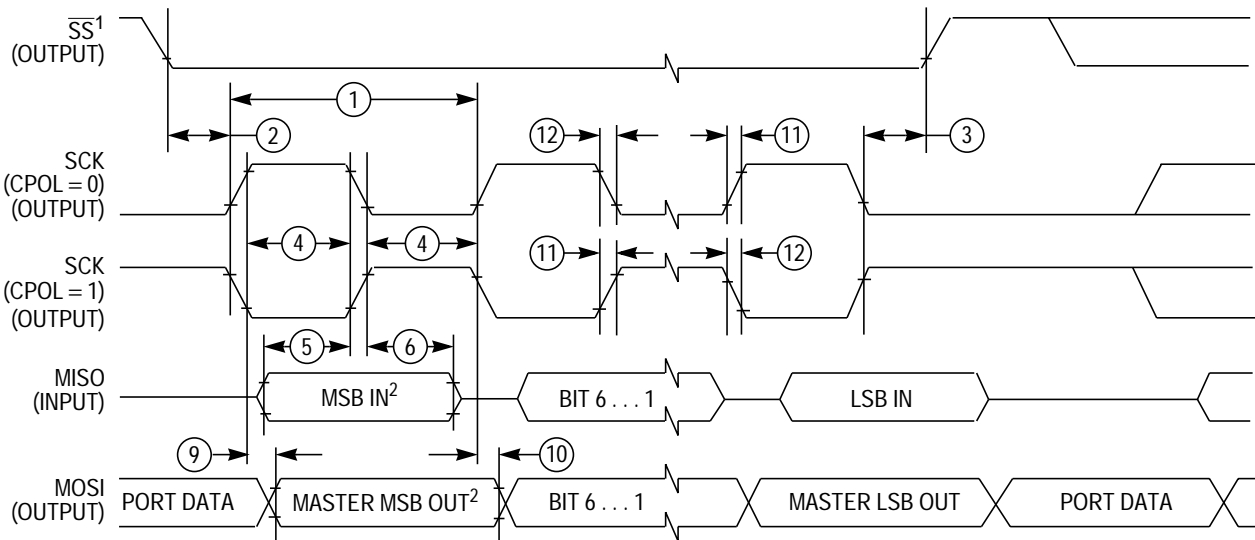 SS¹
(OUTPUT)
1
2
12
11
3
SCK
(CPOL = 0)
(OUTPUT)
4
4
11
12
SCK
(CPOL = 1)
(OUTPUT)
5
6
MISO
(INPUT)
MSB IN²
BIT 6 . . . 1
LSB IN
9
10
MOSI
(OUTPUT)
PORT DATA
MASTER MSB OUT²
BIT 6 . . . 1
MASTER LSB OUT
PORT DATA